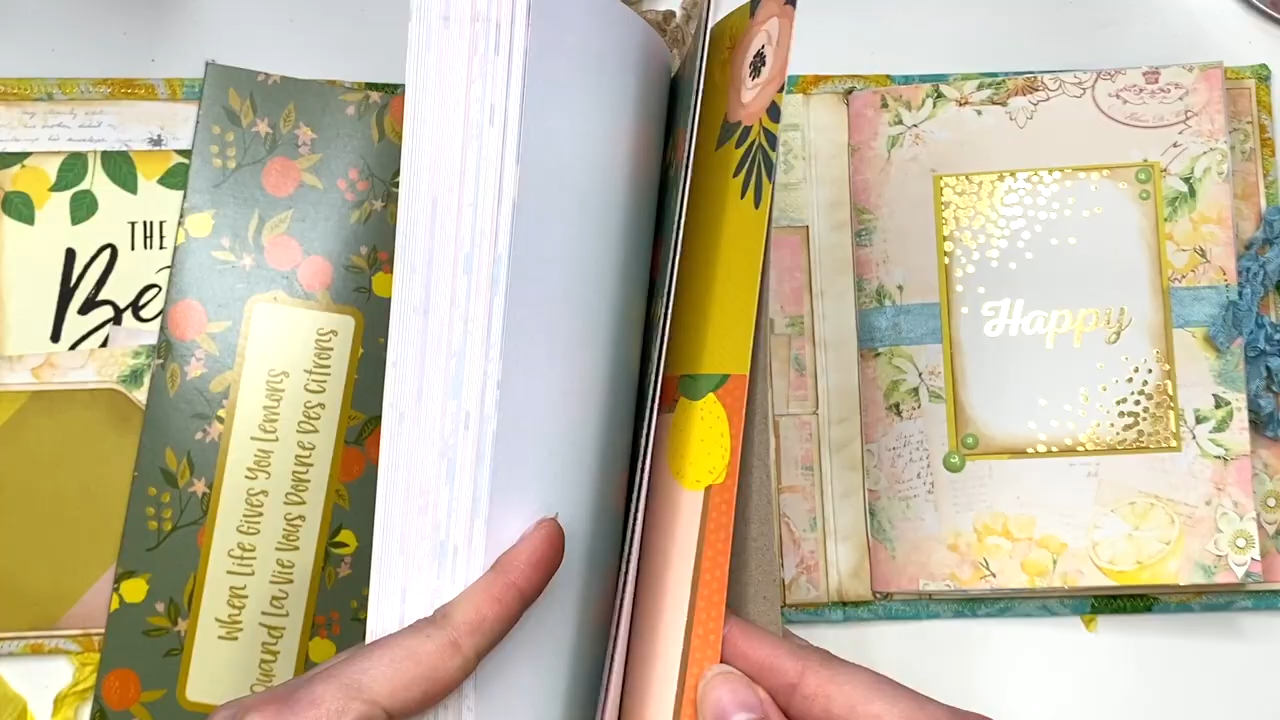 THE
Be
When Life Gives You Lemons
Quand La Vie Vous Donne Des Citrons
Happy